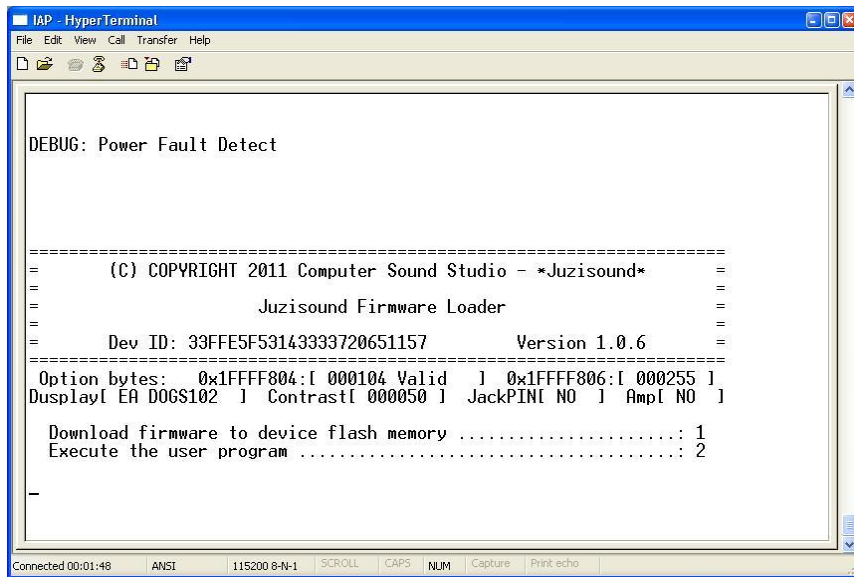 IAP - HyperTerminal
File Edit View Call Transfer Help
DEBUG: Power Fault Detect
======================================================================
= (C) COPYRIGHT 2011 Computer Sound Studio - *Juzisound* =
= =
= Juzisound Firmware Loader =
= =
= Dev ID: 33FFE5F53143333720651157 Version 1.0.6 =
======================================================================
Option bytes: 0x1FFFF804:[ 000104 Valid ] 0x1FFFF806:[ 000255 ]
Dusplay[ EA DOGS102 ] Contrast[ 000050 ] JackPIN[ NO ] Amp[ NO ]
Download firmware to device flash memory ......................: 1
Execute the user program ......................................: 2
_
Connected 00:01:48 ANSI 115200 8-N-1 SCROLL CAPS NUM Capture Print echo